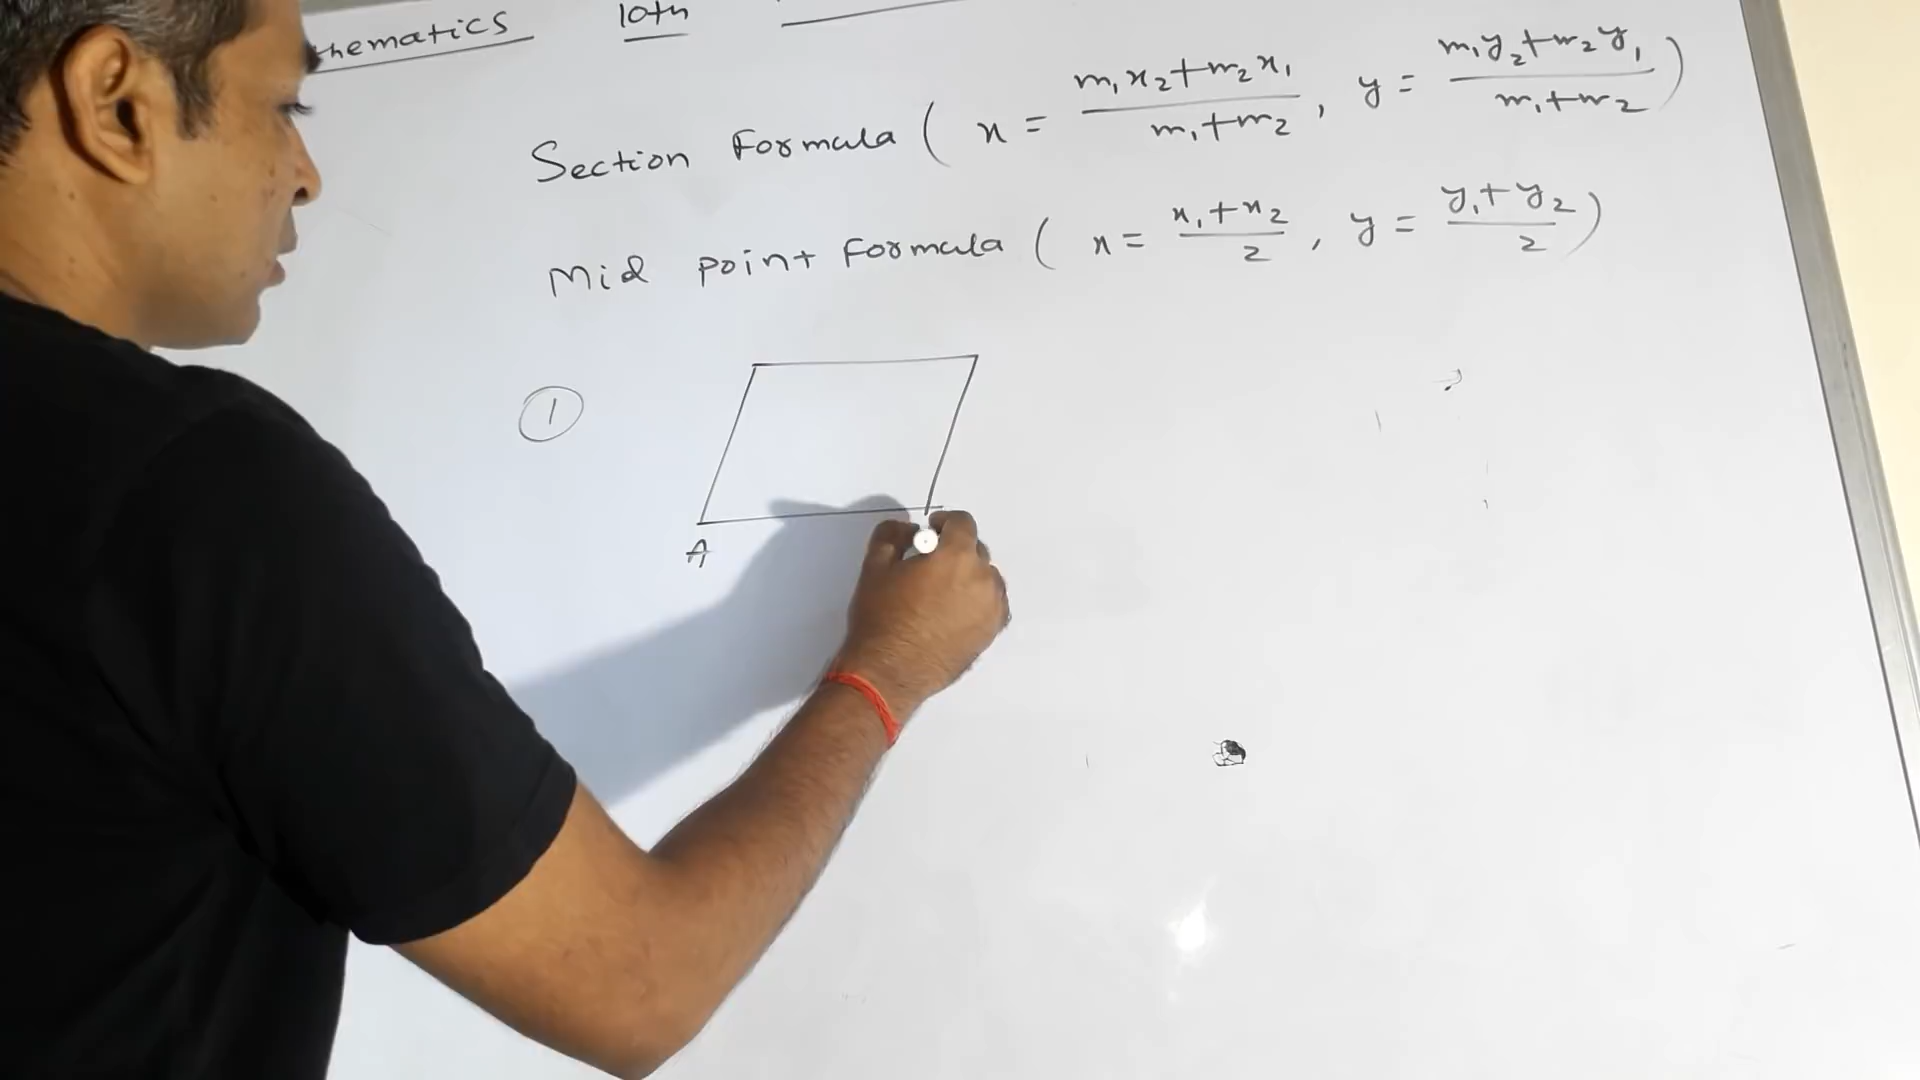 thematics 10th
Section Formula ( x = m₁x₂+m₂x₁ / m₁+m₂ , y = m₁y₂+m₂y₁ / m₁+m₂ )
Mid point Formula ( x = x₁+x₂ / 2 , y = y₁+y₂ / 2 )
1
A